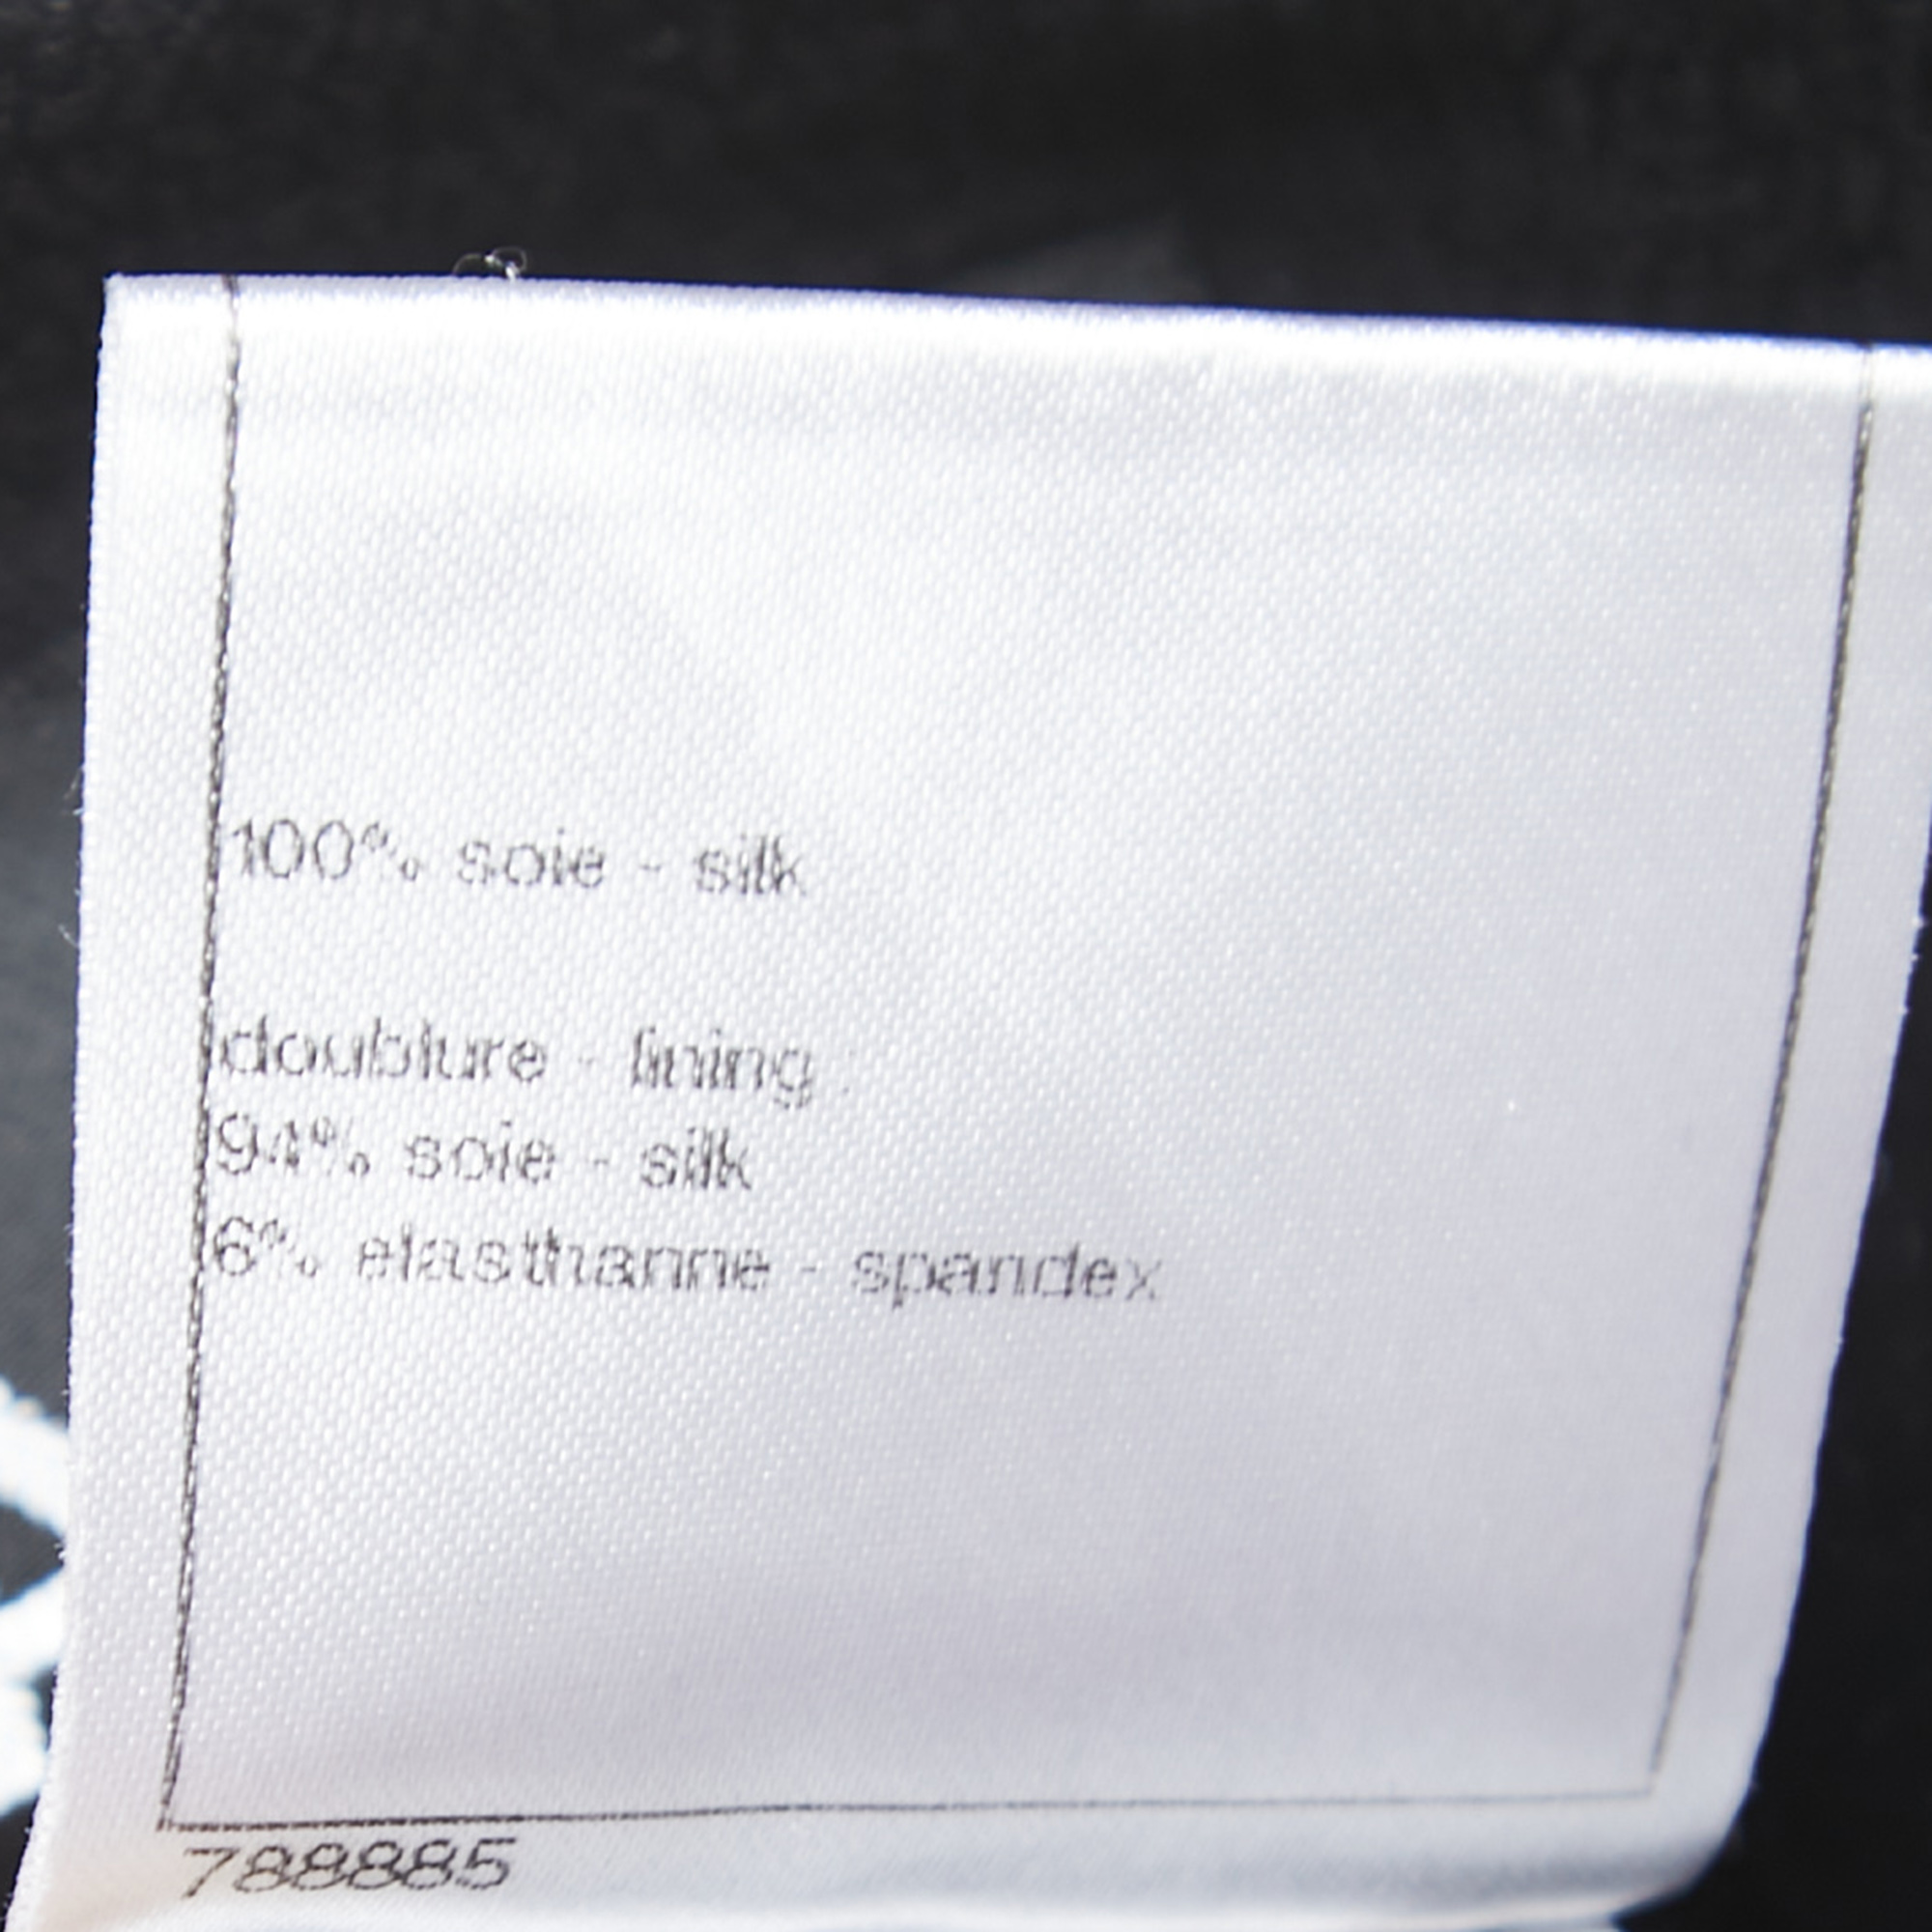 100% soie - silk
doublure - lining :
94% soie - silk
6% elasthanne - spandex
788885